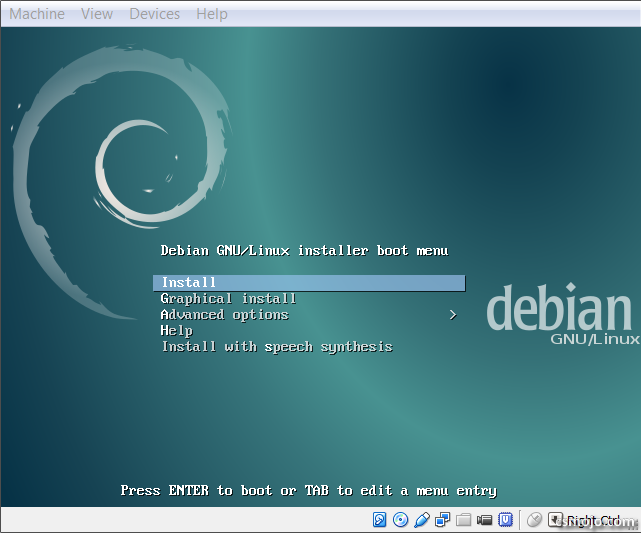 Machine View Devices Help
Debian GNU/Linux installer boot menu
Install
Graphical install
Advanced options >
Help
Install with speech synthesis
debian
GNU/Linux
Press ENTER to boot or TAB to edit a menu entry
Right Ctrl